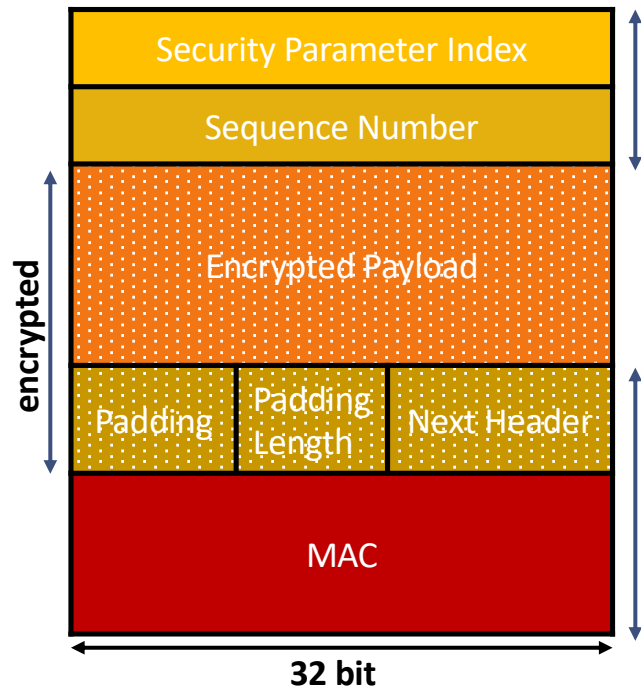 Security Parameter Index
Sequence Number
Encrypted Payload
encrypted
Padding
Padding
Length
Next Header
MAC
32 bit